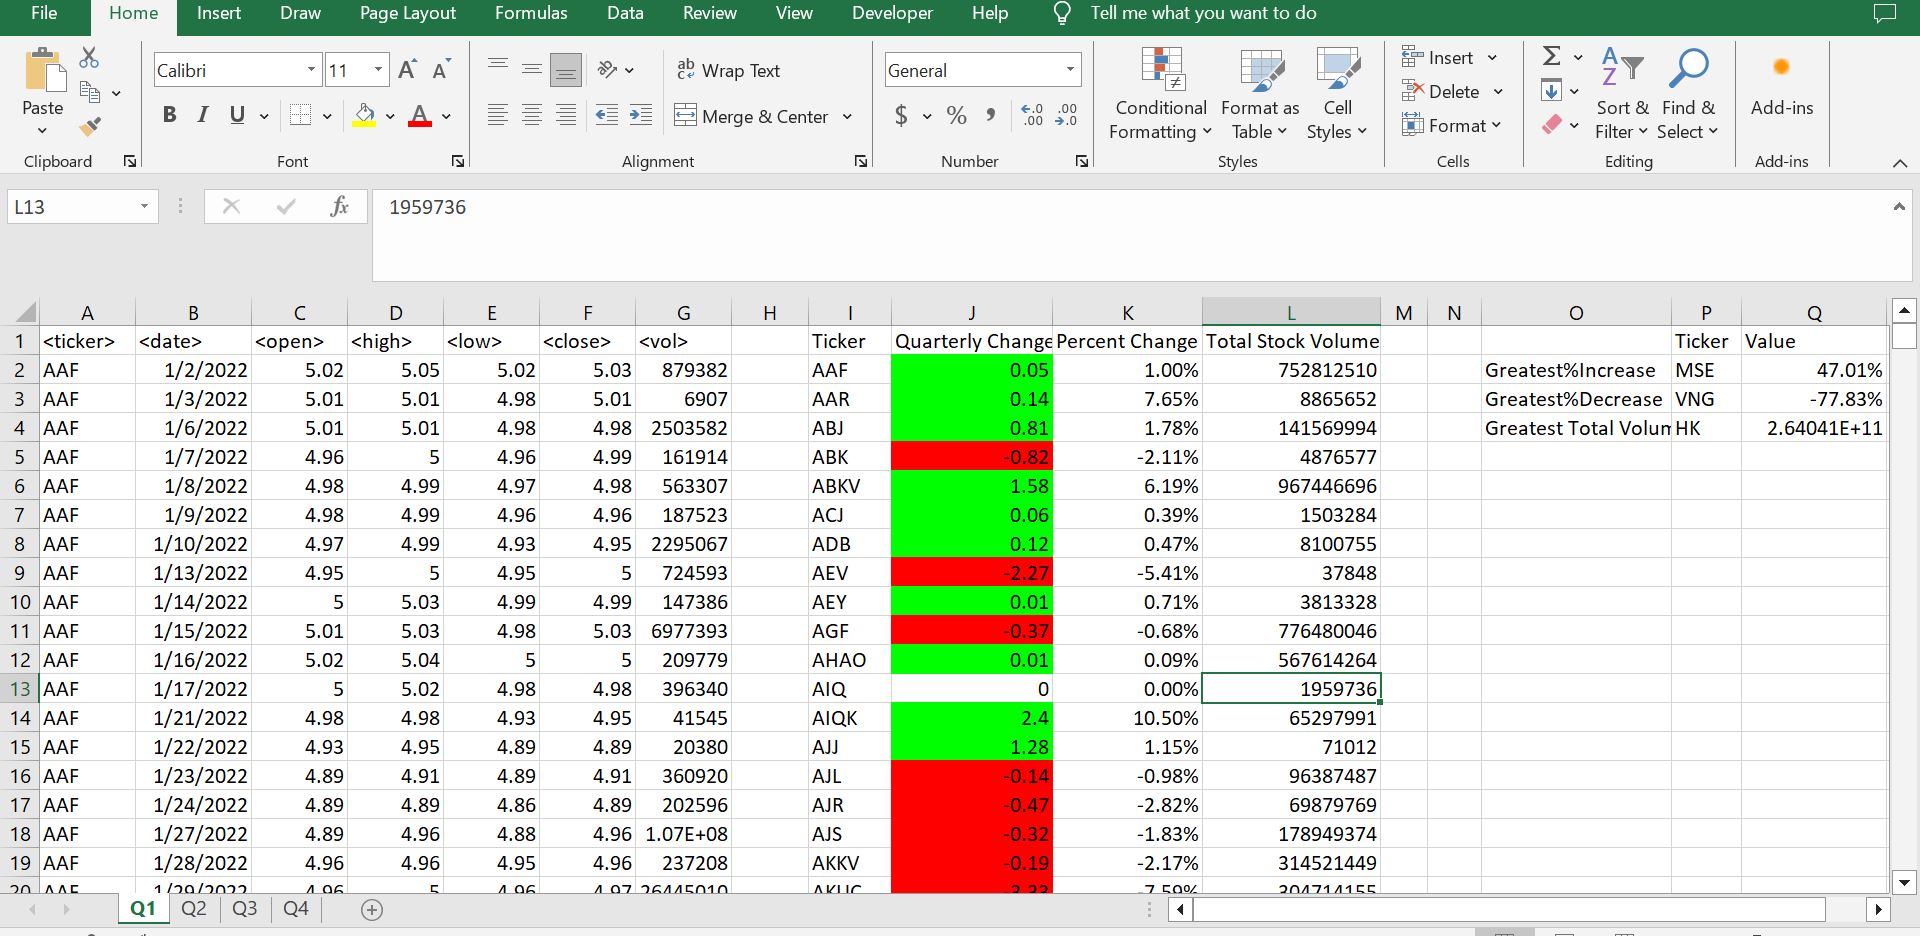 File Home Insert Draw Page Layout Formulas Data Review View Developer Help Tell me what you want to do
Calibri 11 ab Wrap Text General Insert Σ A
Paste Delete Z
B I U A Merge & Center $ % , ←.0 .00 .00 →.0 Conditional Formatting Format as Table Cell Styles Format Sort & Filter Find & Select Add-ins
Clipboard Font Alignment Number Styles Cells Editing Add-ins
L13 fx 1959736
A B C D E F G H I J K L M N O P Q
1 <ticker> <date> <open> <high> <low> <close> <vol> Ticker Quarterly Change Percent Change Total Stock Volume Ticker Value
2 AAF 1/2/2022 5.02 5.05 5.02 5.03 879382 AAF 0.05 1.00% 752812510 Greatest%Increase MSE 47.01%
3 AAF 1/3/2022 5.01 5.01 4.98 5.01 6907 AAR 0.14 7.65% 8865652 Greatest%Decrease VNG -77.83%
4 AAF 1/6/2022 5.01 5.01 4.98 4.98 2503582 ABJ 0.81 1.78% 141569994 Greatest Total Volum HK 2.64041E+11
5 AAF 1/7/2022 4.96 5 4.96 4.99 161914 ABK -0.82 -2.11% 4876577
6 AAF 1/8/2022 4.98 4.99 4.97 4.98 563307 ABKV 1.58 6.19% 967446696
7 AAF 1/9/2022 4.98 4.99 4.96 4.96 187523 ACJ 0.06 0.39% 1503284
8 AAF 1/10/2022 4.97 4.99 4.93 4.95 2295067 ADB 0.12 0.47% 8100755
9 AAF 1/13/2022 4.95 5 4.95 5 724593 AEV -2.27 -5.41% 37848
10 AAF 1/14/2022 5 5.03 4.99 4.99 147386 AEY 0.01 0.71% 3813328
11 AAF 1/15/2022 5.01 5.03 4.98 5.03 6977393 AGF -0.37 -0.68% 776480046
12 AAF 1/16/2022 5.02 5.04 5 5 209779 AHAO 0.01 0.09% 567614264
13 AAF 1/17/2022 5 5.02 4.98 4.98 396340 AIQ 0 0.00% 1959736
14 AAF 1/21/2022 4.98 4.98 4.93 4.95 41545 AIQK 2.4 10.50% 65297991
15 AAF 1/22/2022 4.93 4.95 4.89 4.89 20380 AJJ 1.28 1.15% 71012
16 AAF 1/23/2022 4.89 4.91 4.89 4.91 360920 AJL -0.14 -0.98% 96387487
17 AAF 1/24/2022 4.89 4.89 4.86 4.89 202596 AJR -0.47 -2.82% 69879769
18 AAF 1/27/2022 4.89 4.96 4.88 4.96 1.07E+08 AJS -0.32 -1.83% 178949374
19 AAF 1/28/2022 4.96 4.96 4.95 4.96 237208 AKKV -0.19 -2.17% 314521449
20 AAF 1/29/2022 4.96 5 4.96 4.97 26445010 -7.59% 304714155
Q1 Q2 Q3 Q4